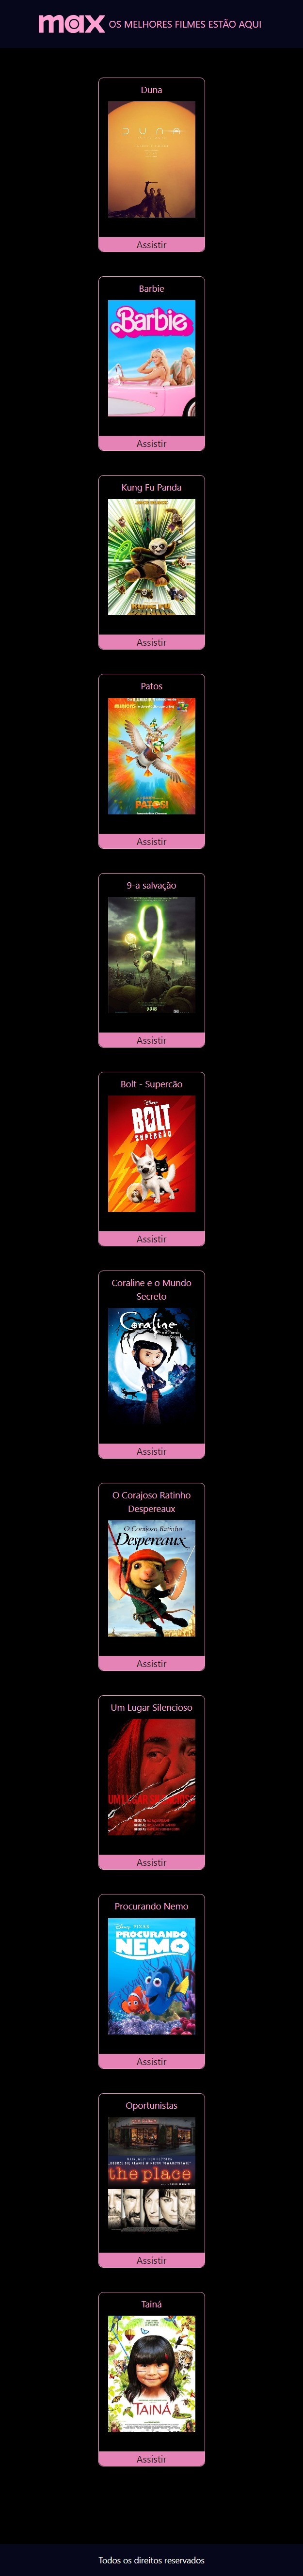 max OS MELHORES FILMES ESTÃO AQUI
Duna
DUNA
Assistir
Barbie
Barbie
Assistir
Kung Fu Panda
Assistir
Patos
PATOS!
Assistir
9-a salvação
9
Assistir
Bolt - Supercão
Disney
BOLT
SUPERCÃO
Assistir
Coraline e o Mundo
Secreto
Coraline
Assistir
O Corajoso Ratinho
Despereaux
O Corajoso Ratinho
Despereaux
Assistir
Um Lugar Silencioso
UM LUGAR
Assistir
Procurando Nemo
Disney PIXAR
PROCURANDO
NEMO
Assistir
Oportunistas
the place
Assistir
Tainá
TAINÁ
Assistir
Todos os direitos reservados